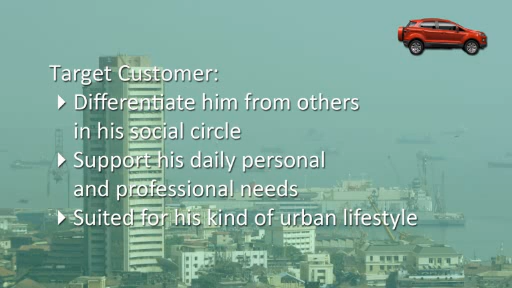 Target Customer:
Differentiate him from others
in his social circle
Support his daily personal
and professional needs
Suited for his kind of urban lifestyle